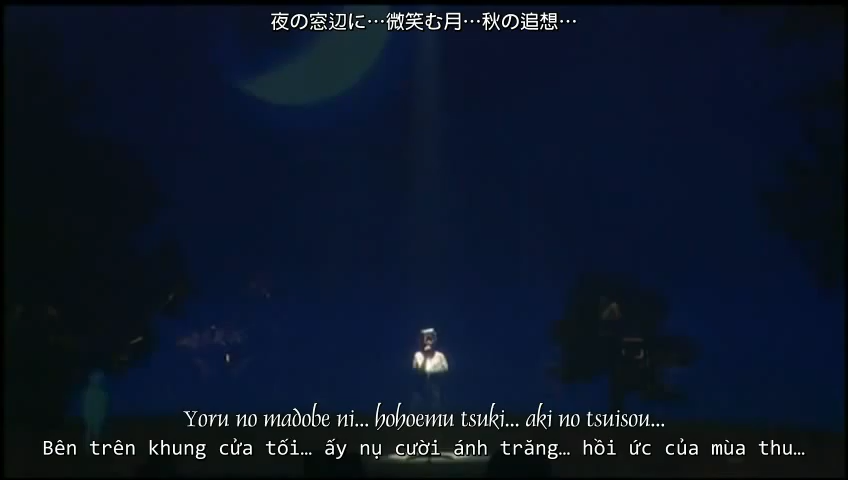 夜の窓辺に…微笑む月…秋の追想…
Yoru no madobe ni... hohoemu tsuki... aki no tsuisou...
Bên trên khung cửa tối… ấy nụ cười ánh trăng… hồi ức của mùa thu…